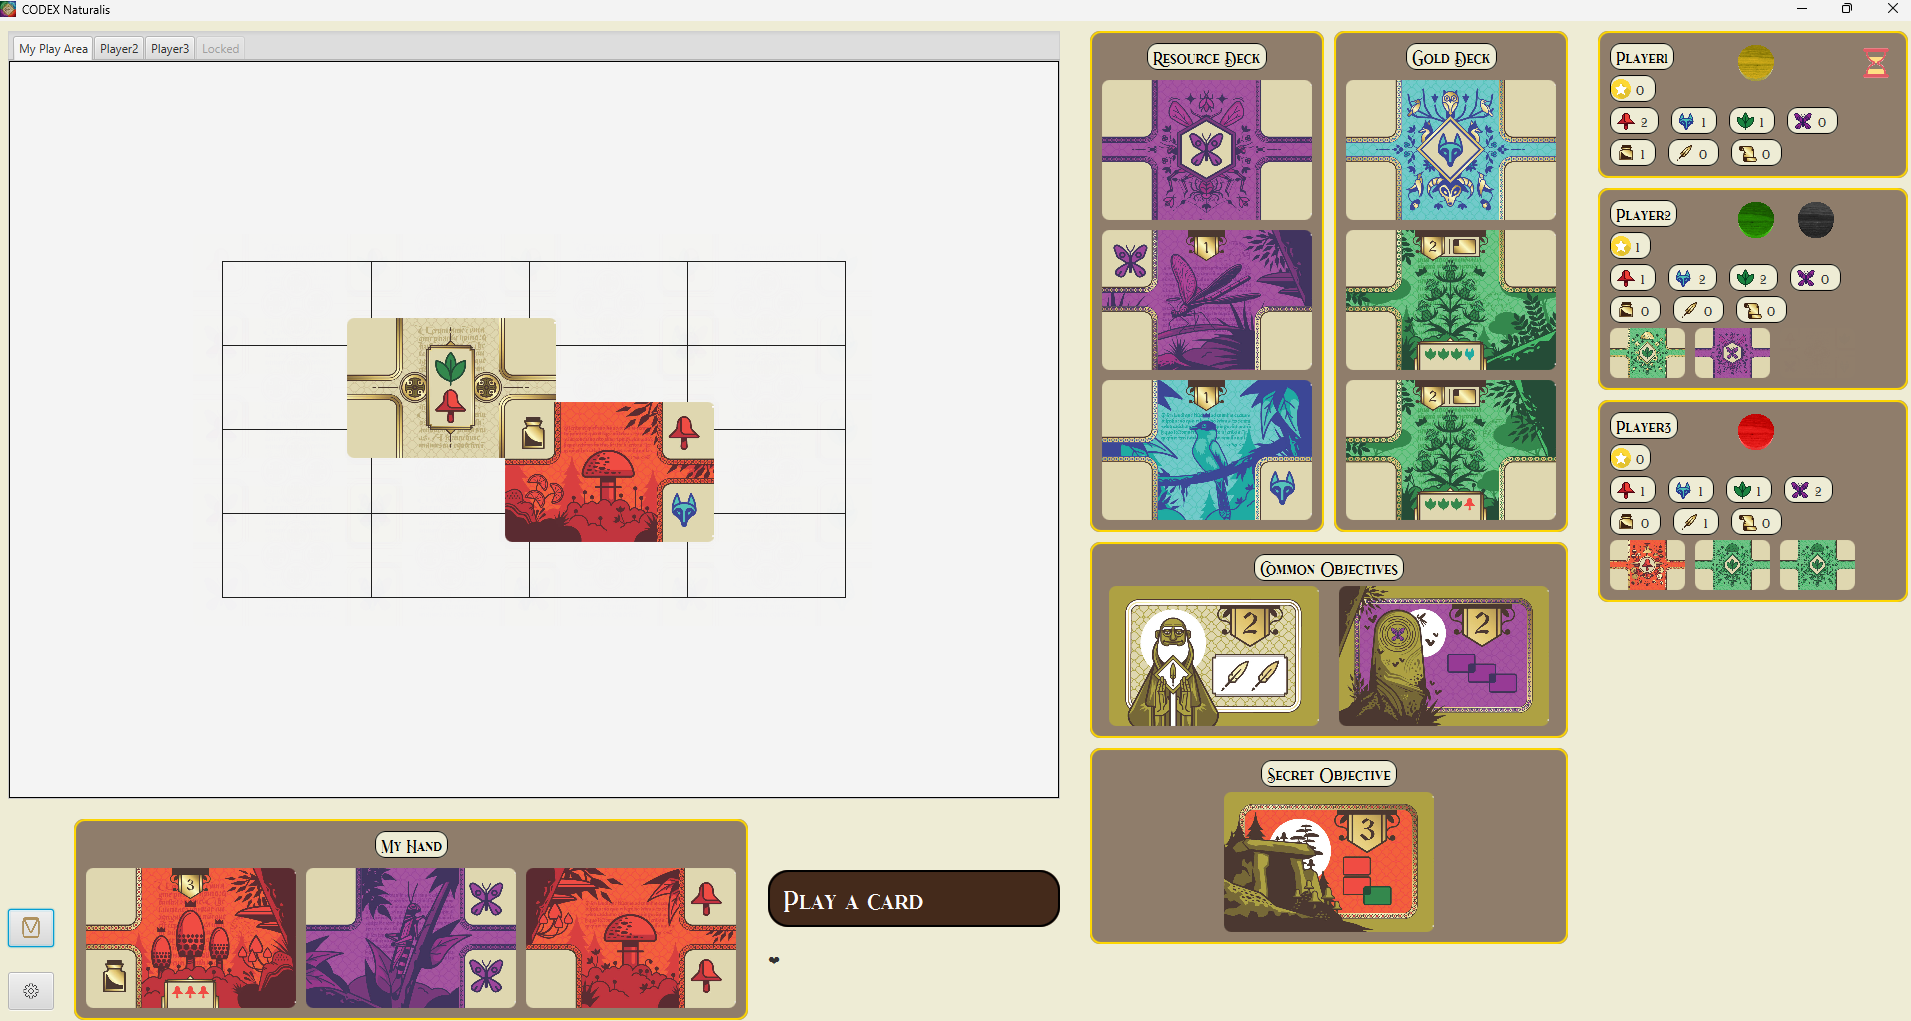 CODEX Naturalis
My Play Area Player2 Player3 Locked
Resource Deck
1
1
Gold Deck
2
2
Common Objectives
2
2
Secret Objective
3
Player1
0
2 1 1 0
1 0 0
Player2
1
1 2 2 0
0 0 0
Player3
0
1 1 1 2
0 1 0
My Hand
3
Play a card